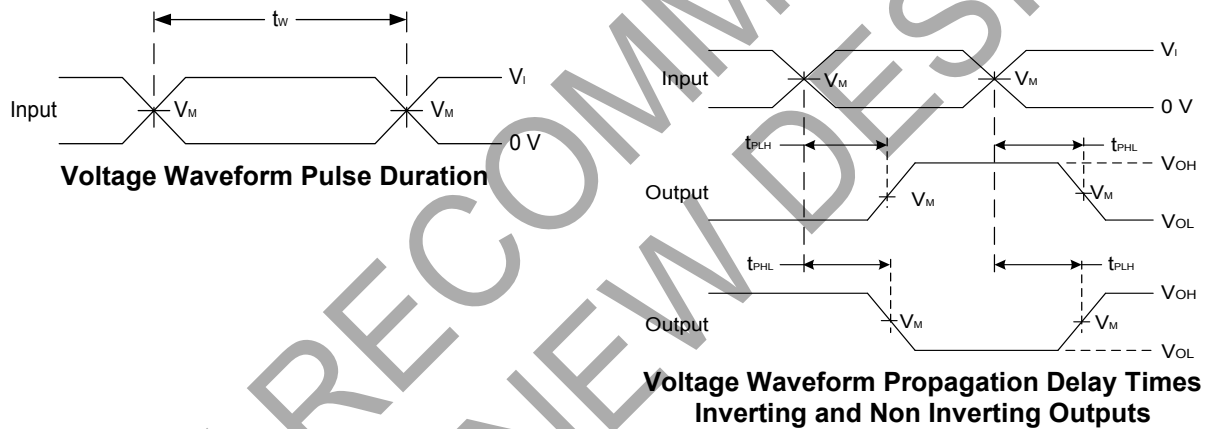 tw
Input
VM
VM
VI
0 V
Voltage Waveform Pulse Duration
Input
VM
VM
VI
0 V
tPLH
tPHL
VOH
Output
VM
VM
VOL
tPHL
tPLH
VOH
Output
VM
VM
VOL
Voltage Waveform Propagation Delay Times
Inverting and Non Inverting Outputs
NEW